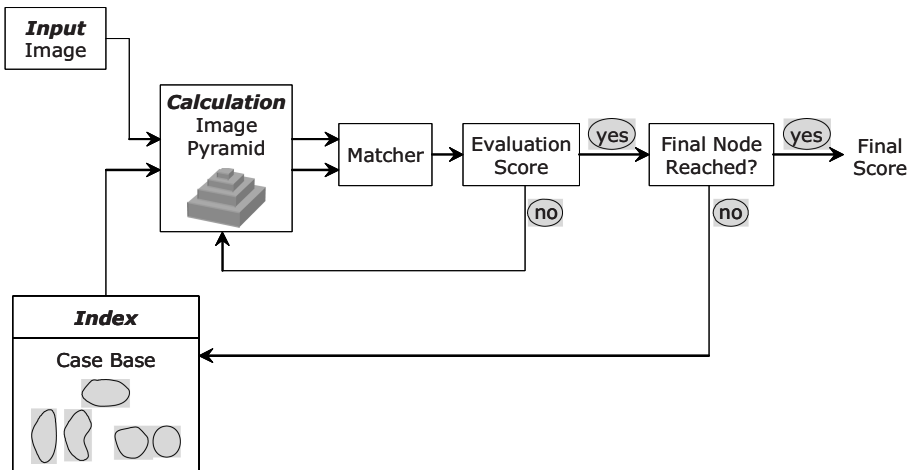 Input
Image
Calculation
Image
Pyramid
Matcher
Evaluation
Score
yes
no
Final Node
Reached?
yes
no
Final
Score
Index
Case Base